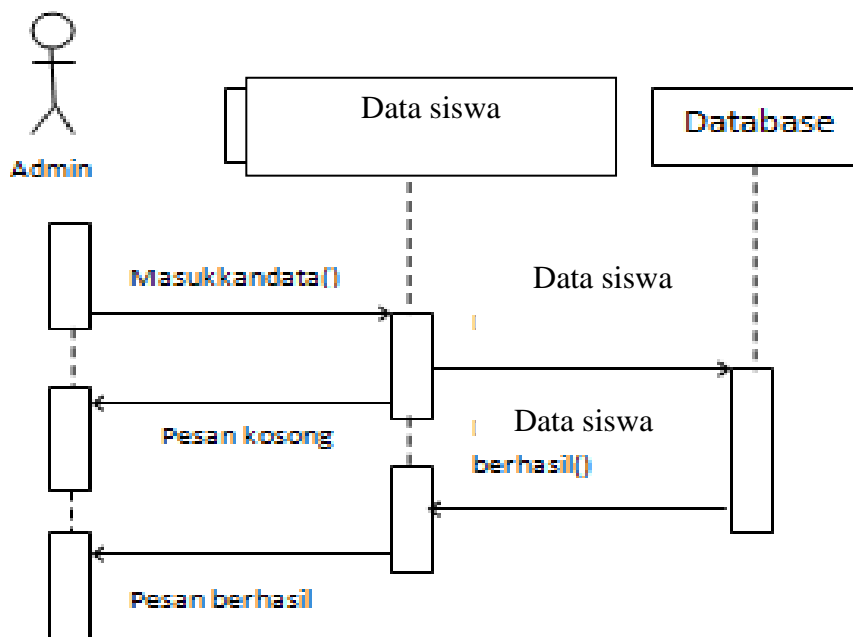 Data siswa
Database
Admin
Masukkandata()
Data siswa
Pesan kosong
Data siswa
berhasil()
Pesan berhasil